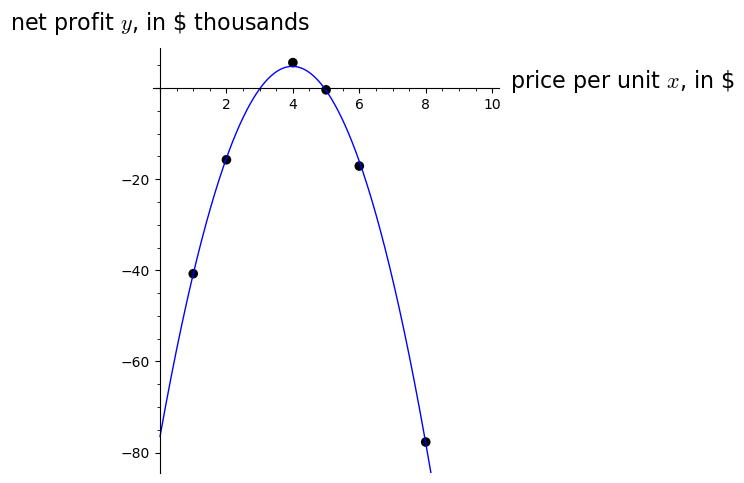 net profit y, in $ thousands
price per unit x, in $
2 4 6 8 10
−20
−40
−60
−80